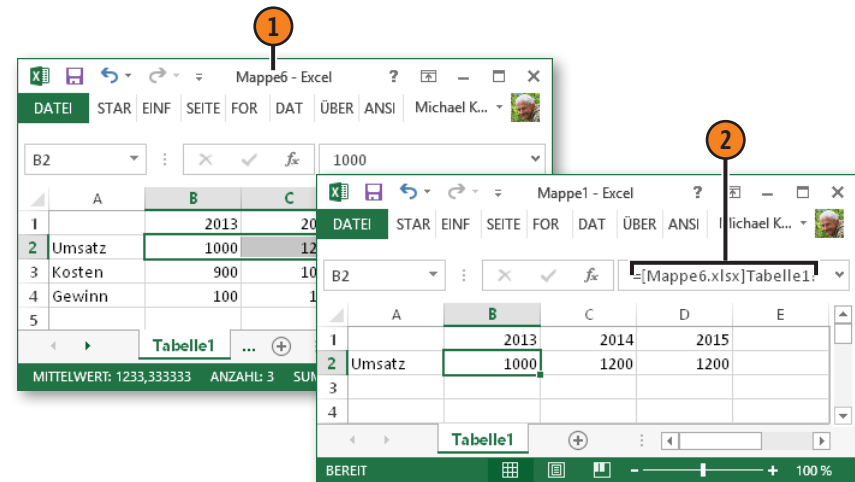 1
Mappe6 - Excel ?
DATEI STAR EINF SEITE FOR DAT ÜBER ANSI Michael K...
B2 fx 1000
A B C
1 2013 20
2 Umsatz 1000 12
3 Kosten 900 10
4 Gewinn 100 1
5
Tabelle1 ...
MITTELWERT: 1233,333333 ANZAHL: 3 SUM
2
Mappe1 - Excel ?
DATEI STAR EINF SEITE FOR DAT ÜBER ANSI Michael K...
B2 fx =[Mappe6.xlsx]Tabelle1!
A B C D E
1 2013 2014 2015
2 Umsatz 1000 1200 1200
3
4
Tabelle1
BEREIT 100 %